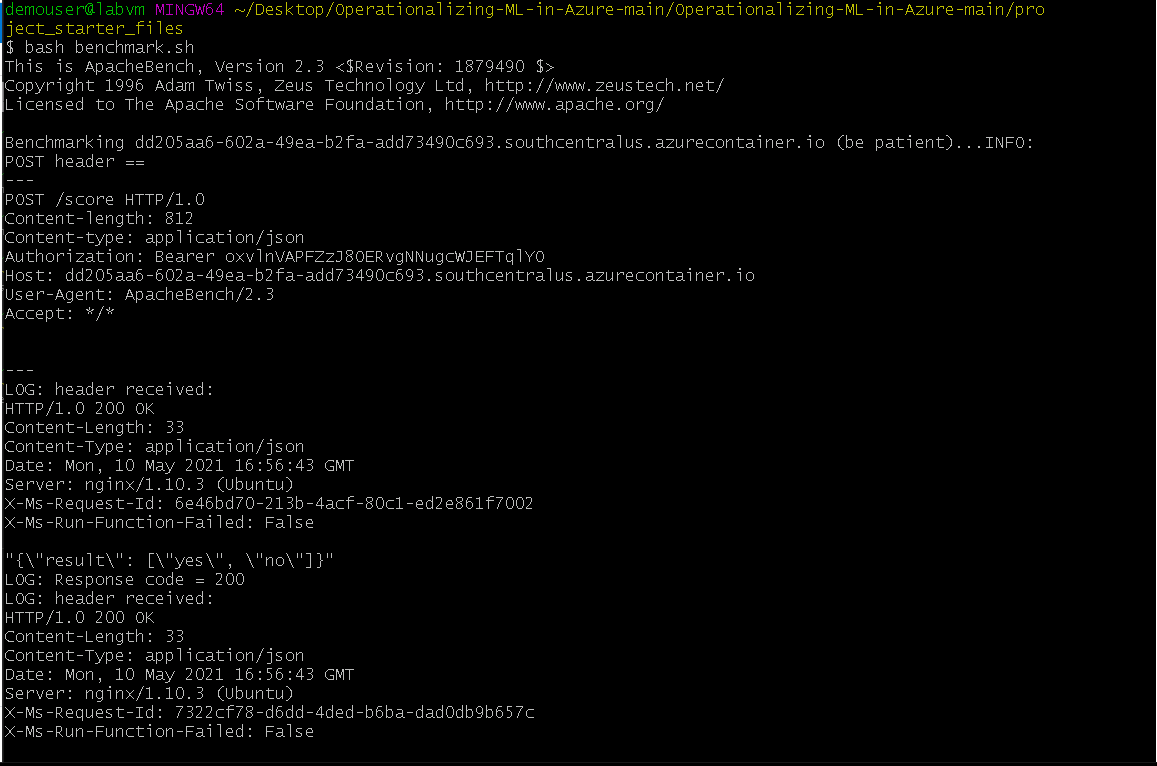 demouser@labvm MINGW64 ~/Desktop/Operationalizing-ML-in-Azure-main/Operationalizing-ML-in-Azure-main/pro
ject_starter_files
$ bash benchmark.sh
This is ApacheBench, Version 2.3 <$Revision: 1879490 $>
Copyright 1996 Adam Twiss, Zeus Technology Ltd, http://www.zeustech.net/
Licensed to The Apache Software Foundation, http://www.apache.org/

Benchmarking dd205aa6-602a-49ea-b2fa-add73490c693.southcentralus.azurecontainer.io (be patient)...INFO:
POST header ==
---
POST /score HTTP/1.0
Content-length: 812
Content-type: application/json
Authorization: Bearer oxvlnVAPFZzJ8OERvgNNugcWJEFTqlYO
Host: dd205aa6-602a-49ea-b2fa-add73490c693.southcentralus.azurecontainer.io
User-Agent: ApacheBench/2.3
Accept: */*


---
LOG: header received:
HTTP/1.0 200 OK
Content-Length: 33
Content-Type: application/json
Date: Mon, 10 May 2021 16:56:43 GMT
Server: nginx/1.10.3 (Ubuntu)
X-Ms-Request-Id: 6e46bd70-213b-4acf-80c1-ed2e861f7002
X-Ms-Run-Function-Failed: False

"{\"result\": [\"yes\", \"no\"]}"
LOG: Response code = 200
LOG: header received:
HTTP/1.0 200 OK
Content-Length: 33
Content-Type: application/json
Date: Mon, 10 May 2021 16:56:43 GMT
Server: nginx/1.10.3 (Ubuntu)
X-Ms-Request-Id: 7322cf78-d6dd-4ded-b6ba-dad0db9b657c
X-Ms-Run-Function-Failed: False